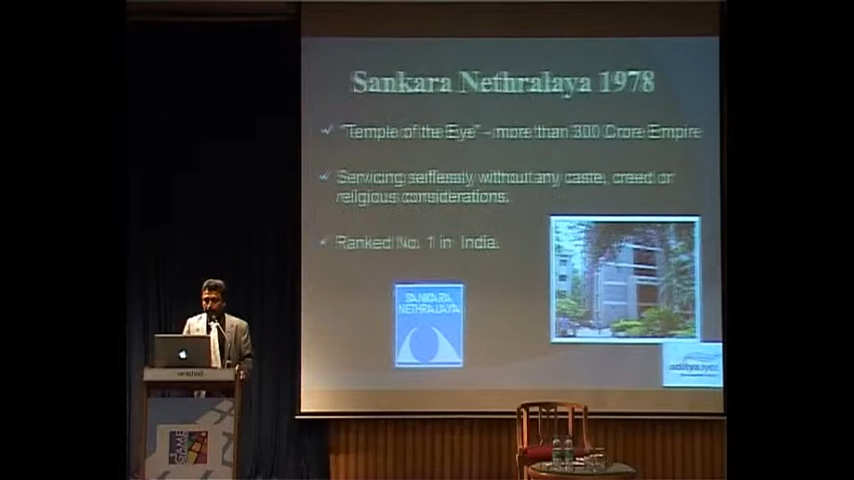 Sankara Nethralaya 1978
"Temple of the Eye" – more than 300 Crore Empire
Servicing selflessly without any caste, creed or
religious considerations.
Ranked No. 1 in India.
SANKARA
NETHRALAYA
GAME